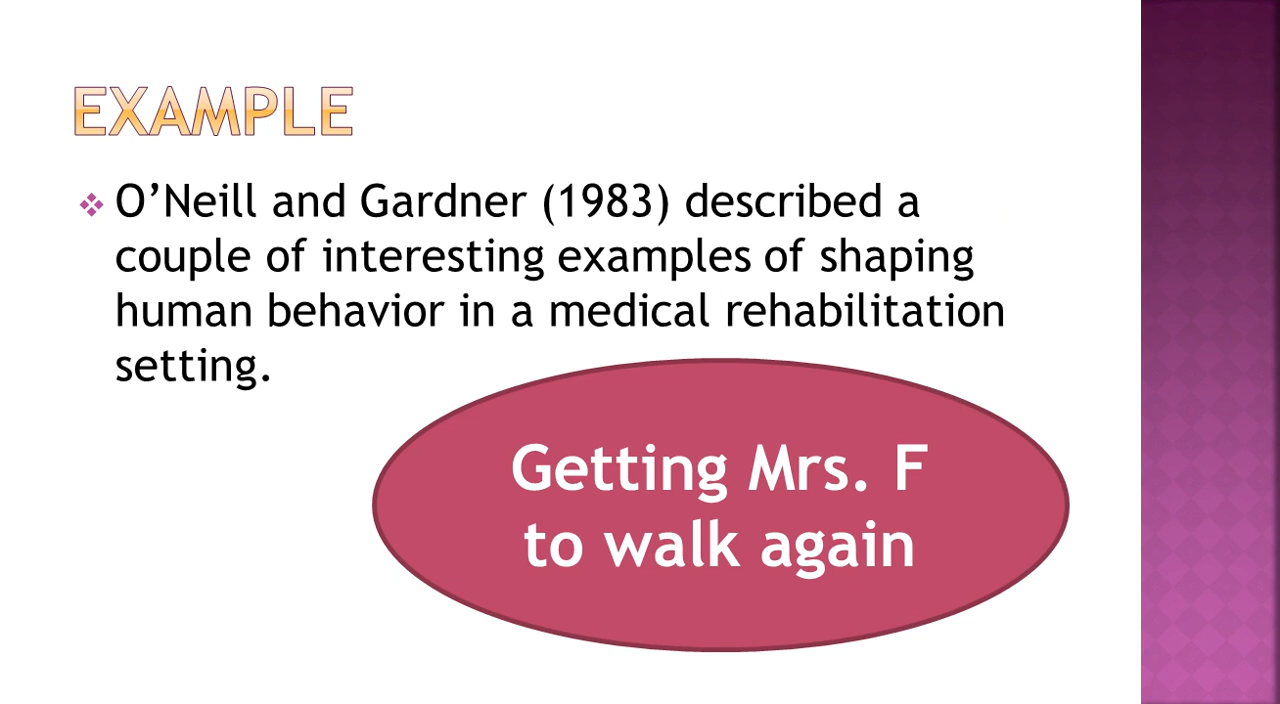 EXAMPLE
O’Neill and Gardner (1983) described a
couple of interesting examples of shaping
human behavior in a medical rehabilitation
setting.
Getting Mrs. F
to walk again